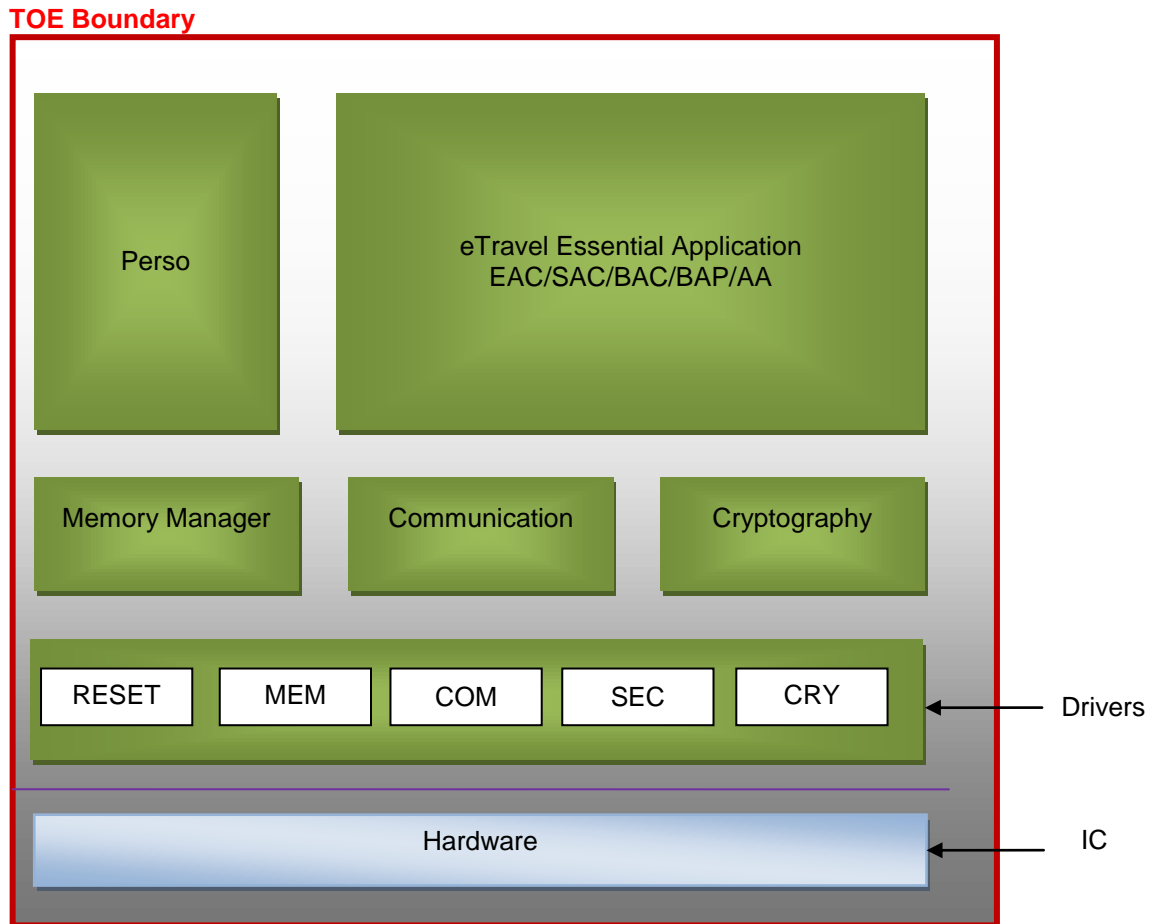 TOE Boundary
Perso
eTravel Essential Application
EAC/SAC/BAC/BAP/AA
Memory Manager
Communication
Cryptography
RESET
MEM
COM
SEC
CRY
Drivers
Hardware
IC